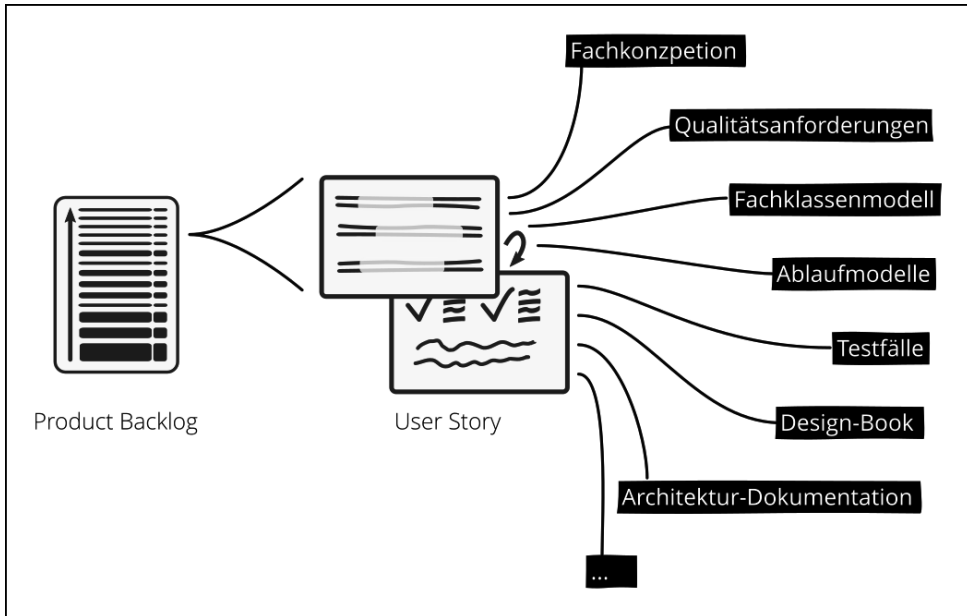 Fachkonzpetion
Qualitätsanforderungen
Fachklassenmodell
Ablaufmodelle
Testfälle
Design-Book
Architektur-Dokumentation
...
Product Backlog
User Story